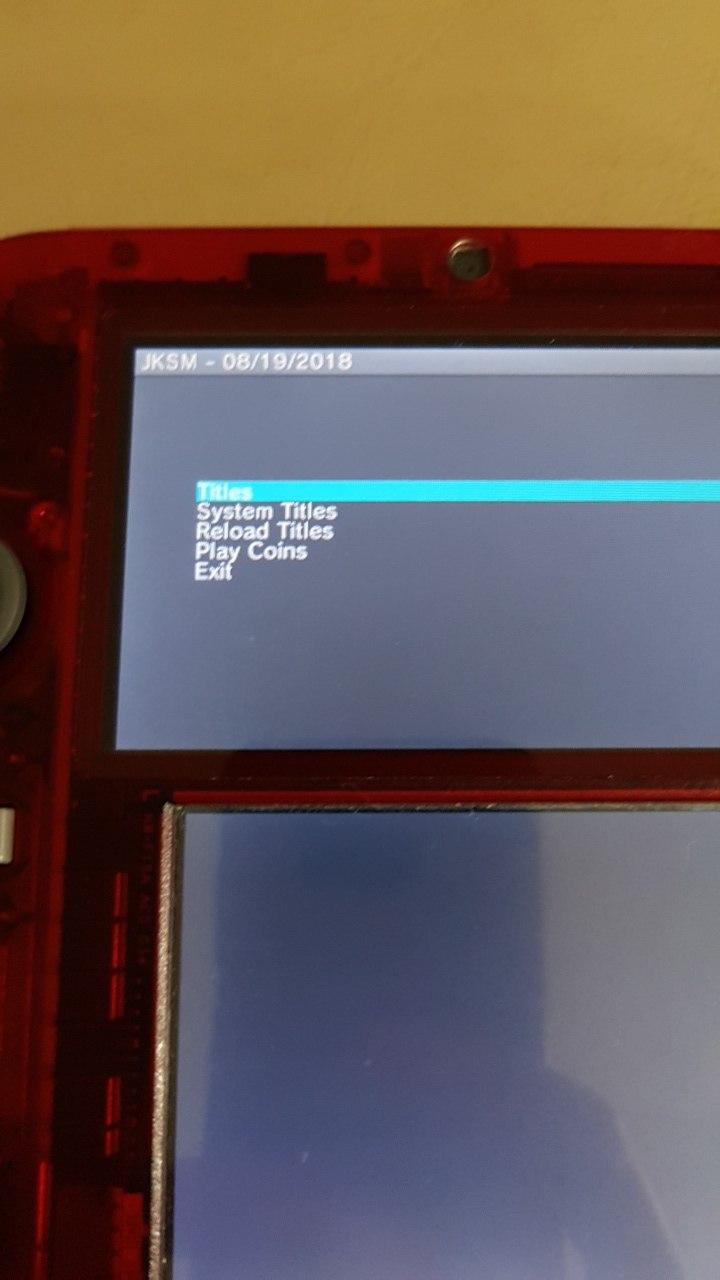 JKSM - 08/19/2018
Titles
System Titles
Reload Titles
Play Coins
Exit